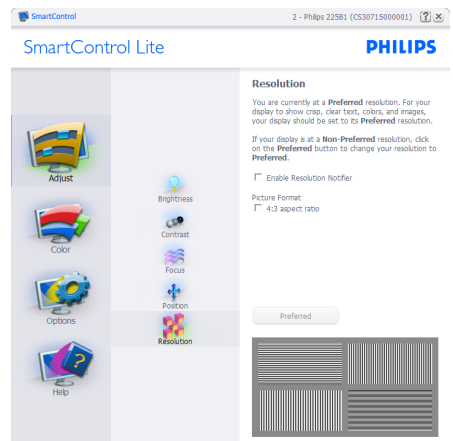 SmartControl
2 - Philips 225B1 (CS30715000001)
?
SmartControl Lite
PHILIPS
Adjust
Color
Options
Help
Brightness
Contrast
Focus
Position
Resolution
Resolution
You are currently at a Preferred resolution. For your
display to show crisp, clear text, colors, and images,
your display should be set to its Preferred resolution.
If your display is at a Non-Preferred resolution, click
on the Preferred button to change your resolution to
Preferred.
Enable Resolution Notifier
Picture Format
4:3 aspect ratio
Preferred